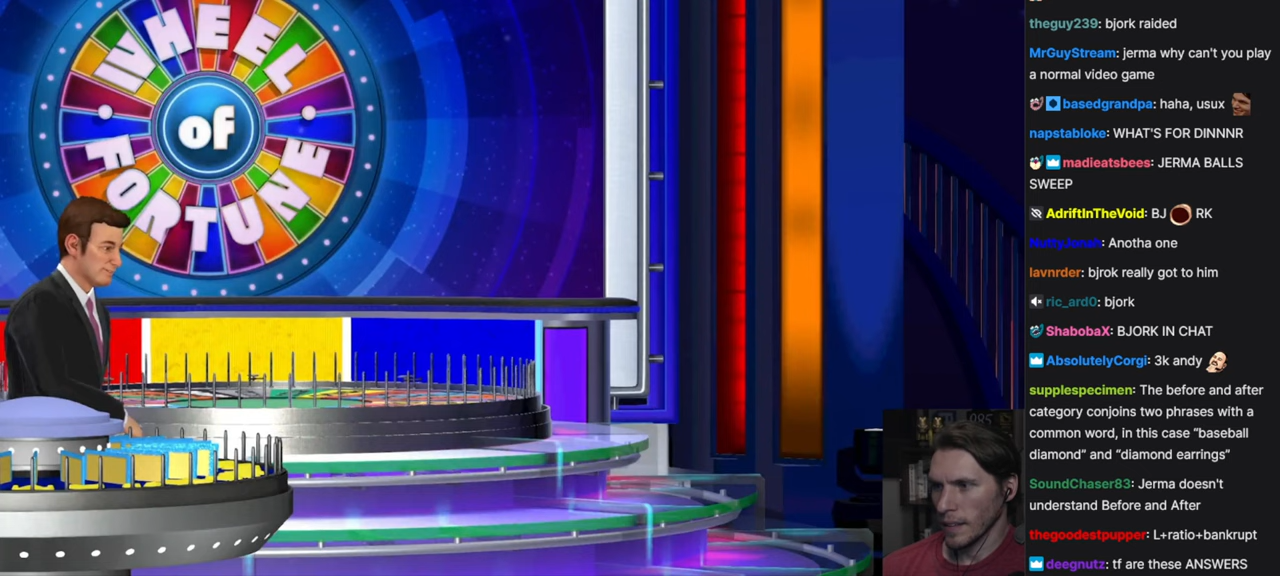 WHEEL
of
FORTUNE
985
theguy239: bjork raided
MrGuyStream: jerma why can't you play
a normal video game
basedgrandpa: haha, usux
napstabloke: WHAT'S FOR DINNNR
madieatsbees: JERMA BALLS
SWEEP
AdriftInTheVoid: BJ RK
NuttyJonah: Anotha one
lavnrder: bjrok really got to him
ric_ard0: bjork
ShabobaX: BJORK IN CHAT
AbsolutelyCorgi: 3k andy
supplespecimen: The before and after
category conjoins two phrases with a
common word, in this case “baseball
diamond” and “diamond earrings”
SoundChaser83: Jerma doesn't
understand Before and After
thegoodestpupper: L+ratio+bankrupt
deegnutz: tf are these ANSWERS